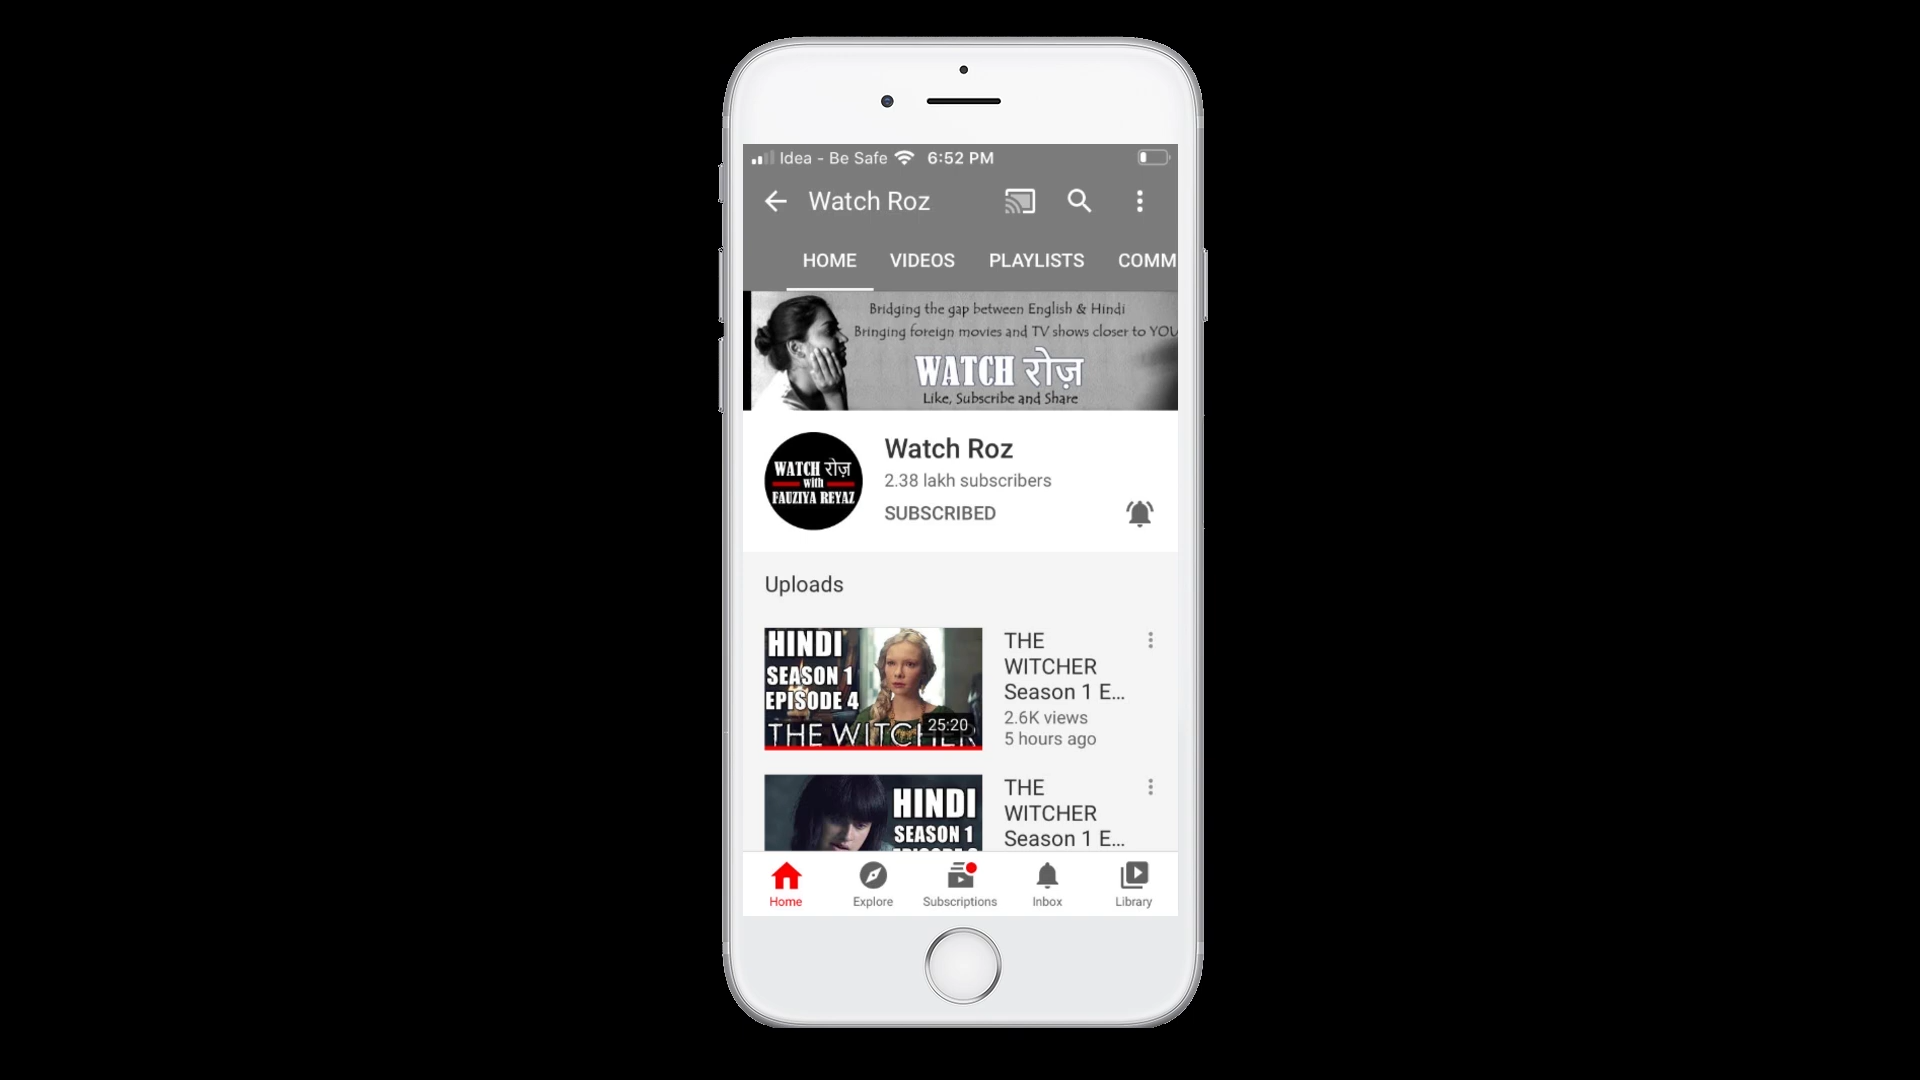 Idea - Be Safe 6:52 PM
Watch Roz
HOME VIDEOS PLAYLISTS COMM
Bridging the gap between English & Hindi
Bringing foreign movies and TV shows closer to YOU
WATCH रोज़
Like, Subscribe and Share
WATCH रोज़
with
FAUZIYA REYAZ
Watch Roz
2.38 lakh subscribers
SUBSCRIBED
Uploads
HINDI
SEASON 1
EPISODE 4
THE WITCHER
25:20
THE
WITCHER
Season 1 E...
2.6K views
5 hours ago
HINDI
SEASON 1
THE
WITCHER
Season 1 E...
Home Explore Subscriptions Inbox Library